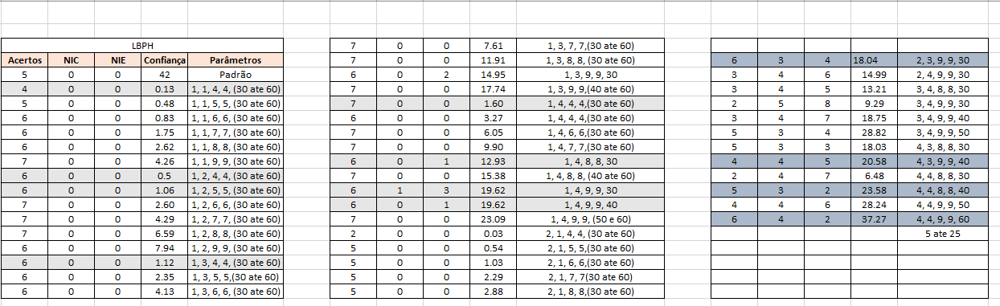 LBPH
Acertos NIC NIE Confiança Parâmetros
5 0 0 42 Padrão
4 0 0 0.13 1, 1, 4, 4, (30 ate 60)
5 0 0 0.48 1, 1, 5, 5, (30 ate 60)
6 0 0 0.83 1, 1, 6, 6, (30 ate 60)
6 0 0 1.75 1, 1, 7, 7, (30 ate 60)
6 0 0 2.62 1, 1, 8, 8, (30 ate 60)
7 0 0 4.26 1, 1, 9, 9, (30 ate 60)
6 0 0 0.5 1, 2, 4, 4, (30 ate 60)
6 0 0 1.06 1, 2, 5, 5, (30 ate 60)
7 0 0 2.60 1, 2, 6, 6, (30 ate 60)
7 0 0 4.29 1, 2, 7, 7, (30 ate 60)
7 0 0 6.59 1, 2, 8, 8, (30 ate 60)
6 0 0 7.94 1, 2, 9, 9, (30 ate 60)
6 0 0 1.12 1, 3, 4, 4, (30 ate 60)
6 0 0 2.35 1, 3, 5, 5,(30 ate 60)
6 0 0 4.13 1, 3, 6, 6, (30 ate 60)
7 0 0 7.61 1, 3, 7, 7,(30 ate 60)
7 0 0 11.91 1, 3, 8, 8, (30 ate 60)
6 0 2 14.95 1, 3, 9, 9, 30
7 0 0 17.74 1, 3, 9, 9,(40 ate 60)
7 0 0 1.60 1, 4, 4, 4,(30 ate 60)
6 0 0 3.27 1, 4, 4, 4,(30 ate 60)
7 0 0 6.05 1, 4, 6, 6,(30 ate 60)
7 0 0 9.90 1, 4, 7, 7,(30 ate 60)
6 0 1 12.93 1, 4, 8, 8, 30
7 0 0 15.38 1, 4, 8, 8, (40 ate 60)
6 1 3 19.62 1, 4, 9, 9, 30
6 0 1 19.62 1, 4, 9, 9, 40
7 0 0 23.09 1, 4, 9, 9, (50 e 60)
2 0 0 0.03 2, 1, 4, 4, (30 ate 60)
5 0 0 0.54 2, 1, 5, 5,(30 ate 60)
5 0 0 1.03 2, 1, 6, 6,(30 ate 60)
5 0 0 2.29 2, 1, 7, 7(30 ate 60)
5 0 0 2.88 2, 1, 8, 8,(30 ate 60)
6 3 4 18.04 2, 3, 9, 9, 30
3 4 6 14.99 2, 4, 9, 9, 30
3 4 5 13.21 3, 4, 8, 8, 30
2 5 8 9.29 3, 4, 9, 9, 30
3 4 7 18.75 3, 4, 9, 9, 40
5 3 4 28.82 3, 4, 9, 9, 50
5 3 3 18.03 4, 3, 8, 8, 30
4 4 5 20.58 4, 3, 9, 9, 40
2 4 7 6.48 4, 4, 8, 8, 30
5 3 2 23.58 4, 4, 8, 8, 40
4 4 6 28.24 4, 4, 9, 9, 50
6 4 2 37.27 4, 4, 9, 9, 60
5 ate 25